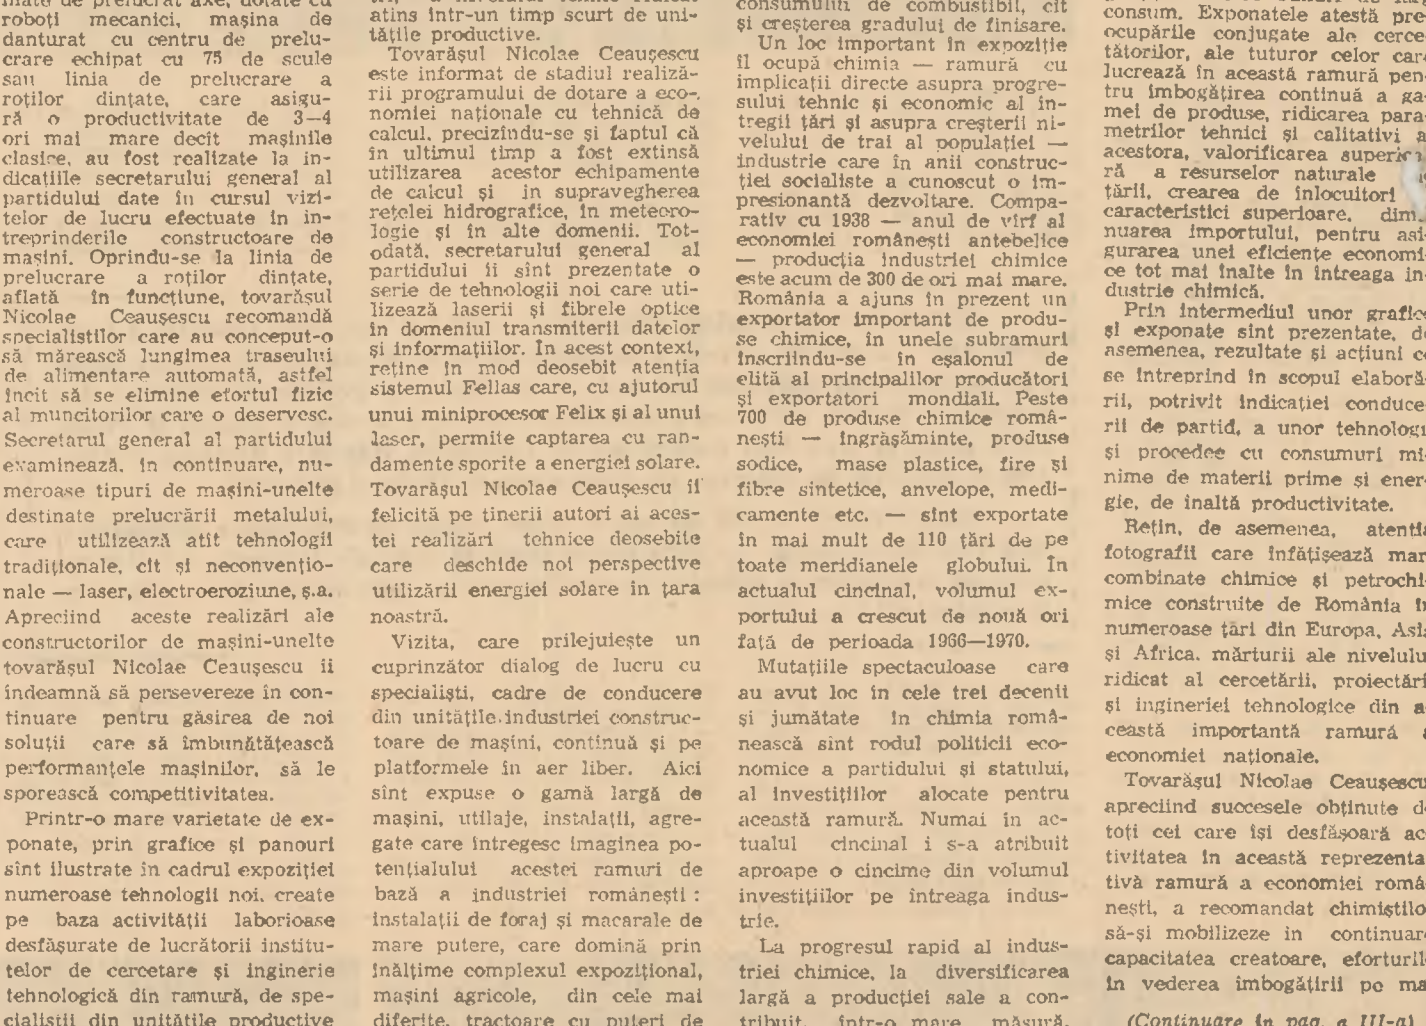 roboți mecanici, mașina de
danturat cu centru de prelu-
crare echipat cu 75 de scule
sau linia de prelucrare a
roților dințate, care asigu-
ră o productivitate de 3—4
ori mai mare decît mașinile
clasice, au fost realizate la in-
dicațiile secretarului general al
partidului date în cursul vizi-
telor de lucru efectuate în în-
treprinderile constructoare de
mașini. Oprindu-se la linia de
prelucrare a roților dințate,
aflată în funcțiune, tovarășul
Nicolae Ceaușescu recomandă
specialiștilor care au conceput-o
să mărească lungimea traseului
de alimentare automată, astfel
încît să se elimine efortul fizic
al muncitorilor care o deservesc.
Secretarul general al partidului
examinează, în continuare, nu-
meroase tipuri de mașini-unelte
destinate prelucrării metalului,
care utilizează atît tehnologii
tradiționale, cît și neconvențio-
nale — laser, electroeroziune, ș.a.
Apreciind aceste realizări ale
constructorilor de mașini-unelte
tovarășul Nicolae Ceaușescu îi
îndeamnă să persevereze în con-
tinuare pentru găsirea de noi
soluții care să îmbunătățească
performanțele mașinilor, să le
sporească competitivitatea.
Printr-o mare varietate de ex-
ponate, prin grafice și panouri
sînt ilustrate în cadrul expoziției
numeroase tehnologii noi, create
pe baza activității laborioase
desfășurate de lucrătorii institu-
telor de cercetare și inginerie
tehnologică din ramură, de spe-
cialiștii din unitățile productive
atins într-un timp scurt de uni-
tățile productive.
Tovarășul Nicolae Ceaușescu
este informat de stadiul realiză-
rii programului de dotare a eco-
nomiei naționale cu tehnică de
calcul, precizîndu-se și faptul că
în ultimul timp a fost extinsă
utilizarea acestor echipamente
de calcul și în supravegherea
rețelei hidrografice, în meteoro-
logie și în alte domenii. Tot-
odată, secretarului general al
partidului îi sînt prezentate o
serie de tehnologii noi care uti-
lizează laserii și fibrele optice
în domeniul transmiterii datelor
și informațiilor. În acest context,
reține în mod deosebit atenția
sistemul Fellas care, cu ajutorul
unui miniprocesor Felix și al unui
laser, permite captarea cu ran-
damente sporite a energiei solare.
Tovarășul Nicolae Ceaușescu îi
felicită pe tinerii autori ai aces-
tei realizări tehnice deosebite
care deschide noi perspective
utilizării energiei solare în țara
noastră.
Vizita, care prilejuiește un
cuprinzător dialog de lucru cu
specialiști, cadre de conducere
din unitățile industriei construc-
toare de mașini, continuă și pe
platformele în aer liber. Aici
sînt expuse o gamă largă de
mașini, utilaje, instalații, agre-
gate care întregesc imaginea po-
tențialului acestei ramuri de
bază a industriei românești :
instalații de foraj și macarale de
mare putere, care domină prin
înălțime complexul expozițional,
mașini agricole, din cele mai
diferite, tractoare cu puteri de
consumului de combustibil, cît
și creșterea gradului de finisare.
Un loc important în expoziție
îl ocupă chimia — ramură cu
implicații directe asupra progre-
sului tehnic și economic al în-
tregii țări și asupra creșterii ni-
velului de trai al populației —
industrie care în anii construc-
ției socialiste a cunoscut o im-
presionantă dezvoltare. Compa-
rativ cu 1938 — anul de vîrf al
economiei românești antebelice
— producția industriei chimice
este acum de 300 de ori mai mare.
România a ajuns în prezent un
exportator important de produ-
se chimice, în unele subramuri
înscriindu-se în eșalonul de
elită al principalilor producători
și exportatori mondiali. Peste
700 de produse chimice româ-
nești — îngrășăminte, produse
sodice, mase plastice, fire și
fibre sintetice, anvelope, medi-
camente etc. — sînt exportate
în mai mult de 110 țări de pe
toate meridianele globului. În
actualul cincinal, volumul ex-
portului a crescut de nouă ori
față de perioada 1966—1970.
Mutațiile spectaculoase care
au avut loc în cele trei decenii
și jumătate în chimia româ-
nească sînt rodul politicii eco-
nomice a partidului și statului,
al investițiilor alocate pentru
această ramură. Numai în ac-
tualul cincinal i s-a atribuit
aproape o cincime din volumul
investițiilor pe întreaga indus-
trie.
La progresul rapid al indus-
triei chimice, la diversificarea
largă a producției sale a con-
tribuit, într-o mare măsură,
consum. Exponatele atestă pre-
ocupările conjugate ale cerce-
tătorilor, ale tuturor celor care
lucrează în această ramură pen-
tru îmbogățirea continuă a ga-
mei de produse, ridicarea para-
metrilor tehnici și calitativi a
acestora, valorificarea superioa-
ră a resurselor naturale
țării, crearea de înlocuitori
caracteristici superioare, dimi-
nuarea importului, pentru asi-
gurarea unei eficiențe economi-
ce tot mai înalte în întreaga in-
dustrie chimică.
Prin intermediul unor grafice
și exponate sînt prezentate, de
asemenea, rezultate și acțiuni c
se întreprind în scopul elaboră-
rii, potrivit indicației conduce-
rii de partid, a unor tehnologii
și procedee cu consumuri mi-
nime de materii prime și ener-
gie, de înaltă productivitate.
Rețin, de asemenea, atenția
fotografii care înfățișează mari
combinate chimice și petrochi-
mice construite de România în
numeroase țări din Europa, Asia
și Africa, mărturii ale nivelului
ridicat al cercetării, proiectării
și ingineriei tehnologice din a-
ceastă importantă ramură a
economiei naționale.
Tovarășul Nicolae Ceaușescu
apreciind succesele obținute de
toți cei care își desfășoară ac-
tivitatea în această reprezenta-
tivă ramură a economiei româ-
nești, a recomandat chimiștilor
să-și mobilizeze în continuare
capacitatea creatoare, eforturile
în vederea îmbogățirii pe mai
(Continuare în pag. a III-a)